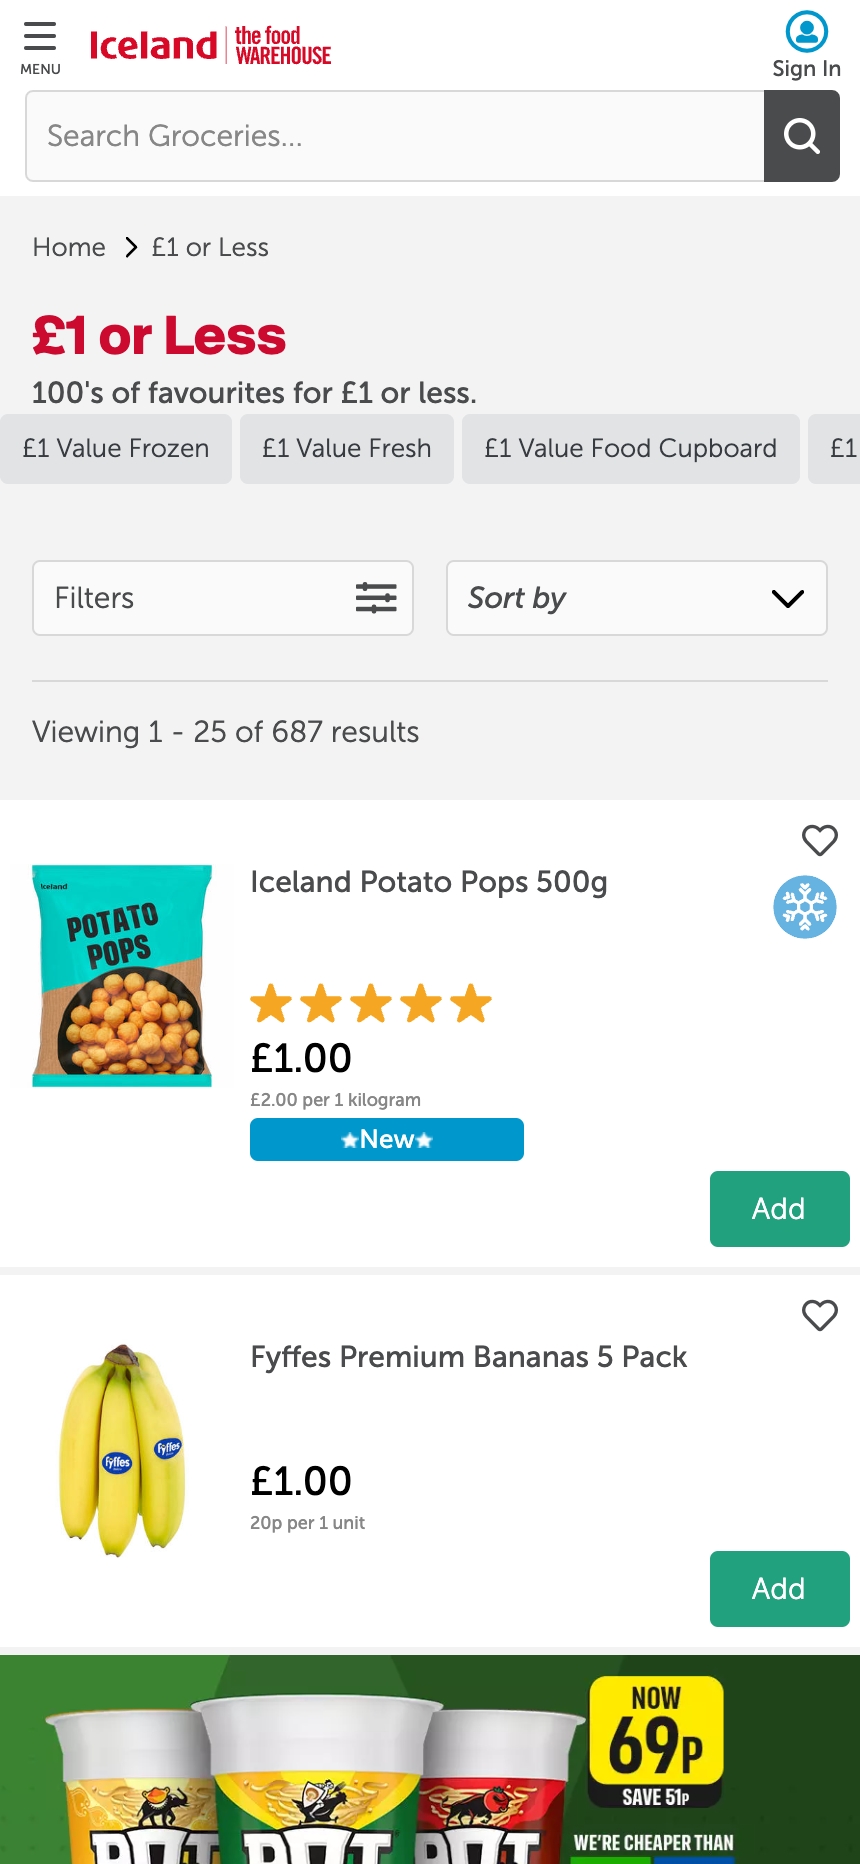 MENU
Iceland
the food
WAREHOUSE
Sign In
Search Groceries...
Home
£1 or Less
£1 or Less
100's of favourites for £1 or less.
£1 Value Frozen
£1 Value Fresh
£1 Value Food Cupboard
£1
Filters
Sort by
Viewing 1 - 25 of 687 results
Iceland
POTATO
POPS
Iceland Potato Pops 500g
£1.00
£2.00 per 1 kilogram
New
Add
Fyffes
Fyffes
Fyffes Premium Bananas 5 Pack
£1.00
20p per 1 unit
Add
NOW
69P
SAVE 51P
POT
POT
POT
WE'RE CHEAPER THAN